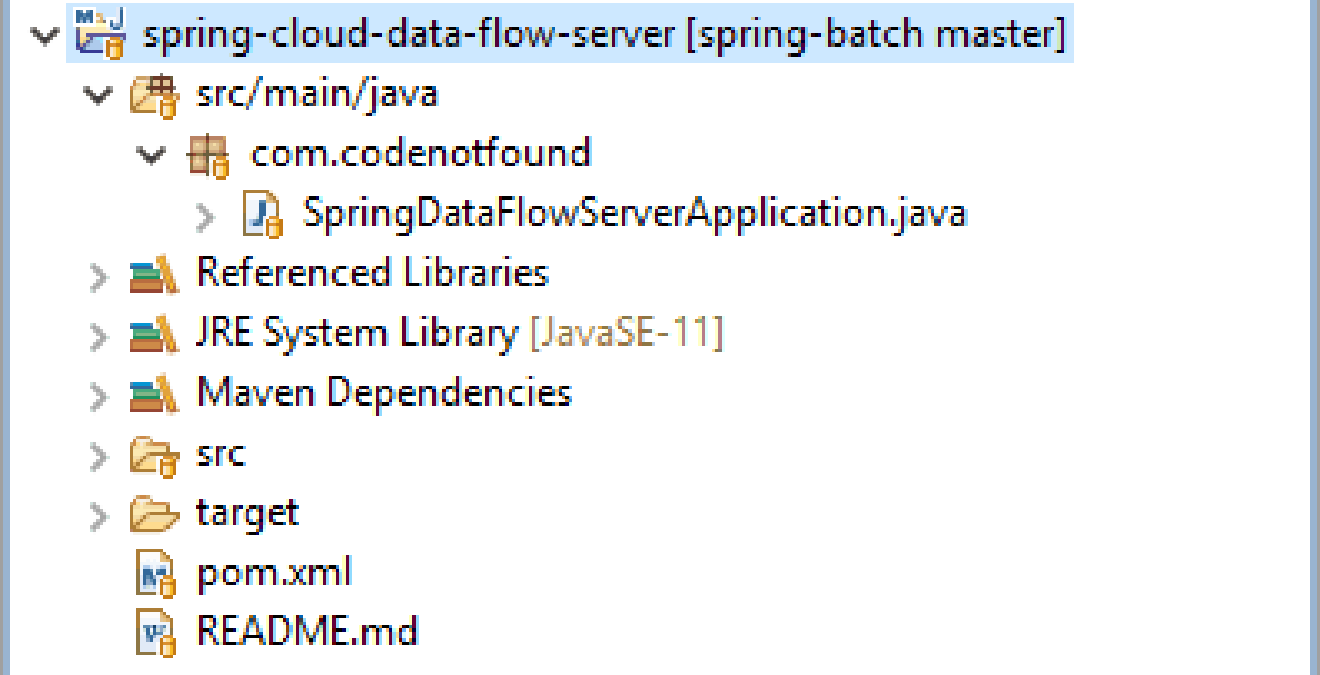 spring-cloud-data-flow-server [spring-batch master]
src/main/java
com.codenotfound
SpringDataFlowServerApplication.java
Referenced Libraries
JRE System Library [JavaSE-11]
Maven Dependencies
src
target
pom.xml
README.md